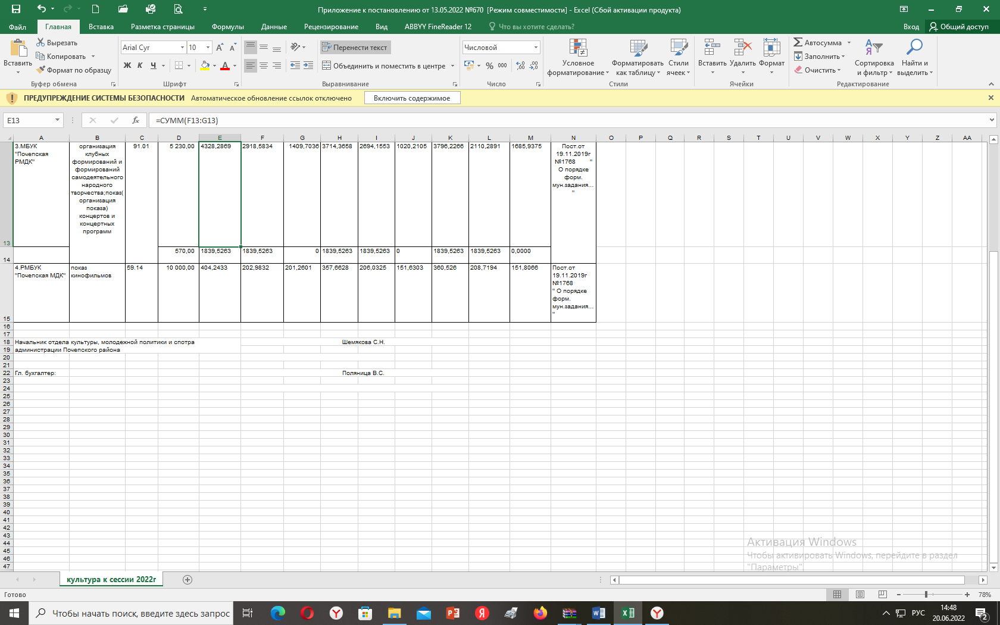 Приложение к постановлению от 13.05.2022 №670 [Режим совместимости] - Excel (Сбой активации продукта)
Файл Главная Вставка Разметка страницы Формулы Данные Рецензирование Вид ABBYY FineReader 12 Что вы хотите сделать? Вход Общий доступ
Вставить
Вырезать
Копировать
Формат по образцу
Буфер обмена
Arial Cyr 10
Ж К Ч
Шрифт
Перенести текст
Объединить и поместить в центре
Выравнивание
Числовой
% 000
Число
Условное форматирование
Форматировать как таблицу
Стили ячеек
Стили
Вставить Удалить Формат
Ячейки
Автосумма
Заполнить
Очистить
Сортировка и фильтр
Найти и выделить
Редактирование
ПРЕДУПРЕЖДЕНИЕ СИСТЕМЫ БЕЗОПАСНОСТИ Автоматическое обновление ссылок отключено Включить содержимое
E13 fx =СУММ(F13:G13)
A B C D E F G H I J K L M N O P Q R S T U V W X Y Z AA
3.МБУК
"Почепская
РМДК"
организация
клубных
формирований и
формирований
самодеятельного
народного
творчества;показ(
организация
показа)
концертов и
концертных
программ
91.01 5 230,00 4328,2869 2918,5834 1409,7036 3714,3658 2694,1553 1020,2105 3796,2266 2110,2891 1685,9375
Пост.от
19.11.2019г
№1768 "
О порядке
форм.
мун.задания...
"
13
570,00 1839,5263 1839,5263 0 1839,5263 1839,5263 0 1839,5263 1839,5263 0,0000
14
4.РМБУК
"Почепская МДК"
показ
кинофильмов
59.14 10 000,00 404,2433 202,9832 201,2601 357,6628 206,0325 151,6303 360,526 208,7194 151,8066
Пост.от
19.11.2019г
№1768
" О порядке
форм.
мун.задания...
"
15
16
17
18 Начальник отдела культуры, молодежной политики и спотра Шемякова С.Н.
19 администрации Почепского района
20
21
22 Гл. бухгалтер: Поляница В.С.
23
24
25
26
27
28
29
30
31
32
33
34
35
36
37
38
39
40
41
42
43
44
45
46
47
Активация Windows
Чтобы активировать Windows, перейдите в раздел
"Параметры".
культура к сессии 2022г
Готово 78%
Чтобы начать поиск, введите здесь запрос
РУС
14:48
20.06.2022
2